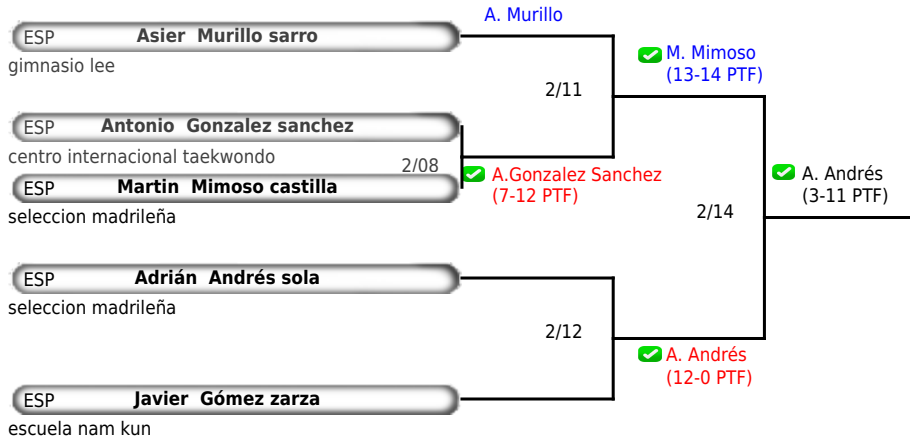 A. Murillo
ESP Asier Murillo sarro
gimnasio lee
M. Mimoso
(13-14 PTF)
2/11
ESP Antonio Gonzalez sanchez
centro internacional taekwondo
2/08
A.Gonzalez Sanchez
(7-12 PTF)
ESP Martin Mimoso castilla
seleccion madrileña
A. Andrés
(3-11 PTF)
2/14
ESP Adrián Andrés sola
seleccion madrileña
2/12
A. Andrés
(12-0 PTF)
ESP Javier Gómez zarza
escuela nam kun